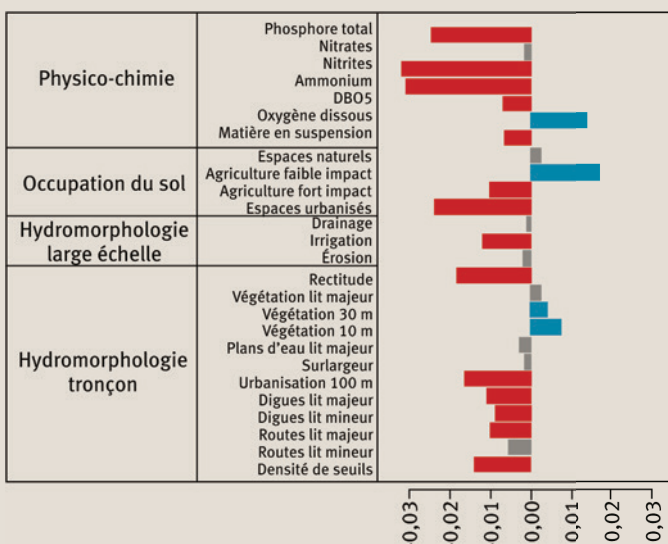 Physico-chimie
Phosphore total
Nitrates
Nitrites
Ammonium
DBO5
Oxygène dissous
Matière en suspension
Occupation du sol
Espaces naturels
Agriculture faible impact
Agriculture fort impact
Espaces urbanisés
Hydromorphologie
large échelle
Drainage
Irrigation
Érosion
Hydromorphologie
tronçon
Rectitude
Végétation lit majeur
Végétation 30 m
Végétation 10 m
Plans d'eau lit majeur
Surlargeur
Urbanisation 100 m
Digues lit majeur
Digues lit mineur
Routes lit majeur
Routes lit mineur
Densité de seuils
-0,03
-0,02
-0,01
0,00
0,01
0,02
0,03